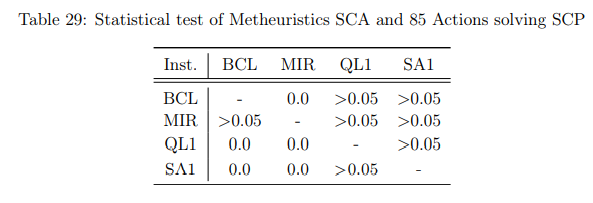 Table 29: Statistical test of Metheuristics SCA and 85 Actions solving SCP
Inst. BCL MIR QL1 SA1
BCL - 0.0 >0.05 >0.05
MIR >0.05 - >0.05 >0.05
QL1 0.0 0.0 - >0.05
SA1 0.0 0.0 >0.05 -